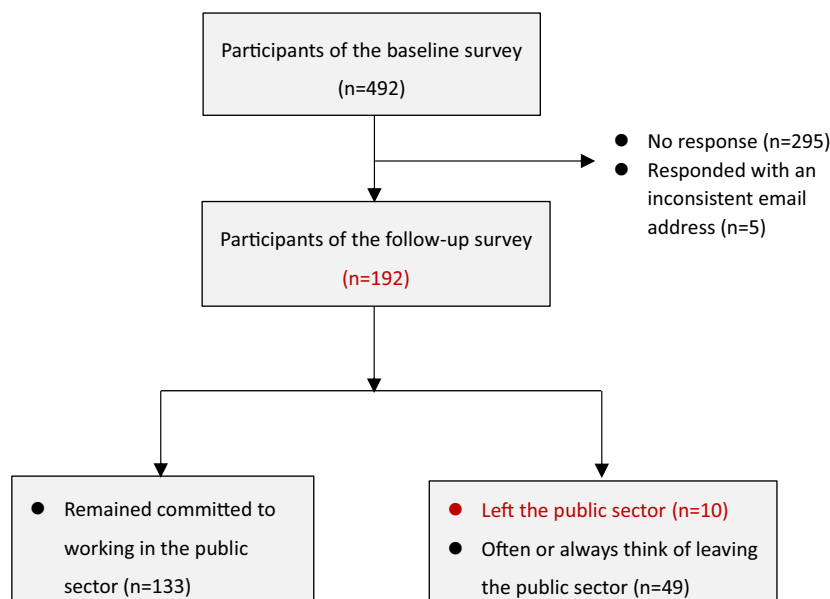 Participants of the baseline survey
(n=492)
● No response (n=295)
● Responded with an
inconsistent email
address (n=5)
Participants of the follow-up survey
(n=192)
● Remained committed to
working in the public
sector (n=133)
● Left the public sector (n=10)
● Often or always think of leaving
the public sector (n=49)